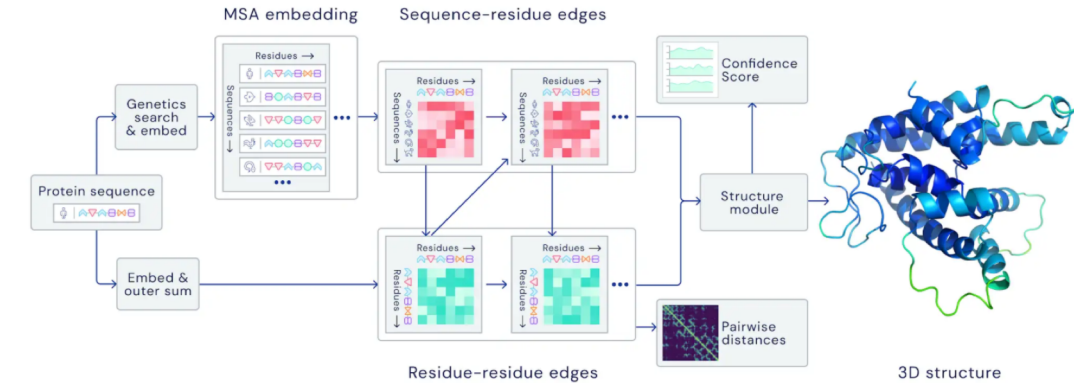 MSA embedding
Sequence-residue edges
Residues →
Sequences →
Genetics
search
& embed
Protein sequence
Embed &
outer sum
Residues →
Sequences →
Residues →
Sequences →
Residues →
Residues →
Residues →
Residues →
Confidence
Score
Structure
module
Pairwise
distances
Residue-residue edges
3D structure